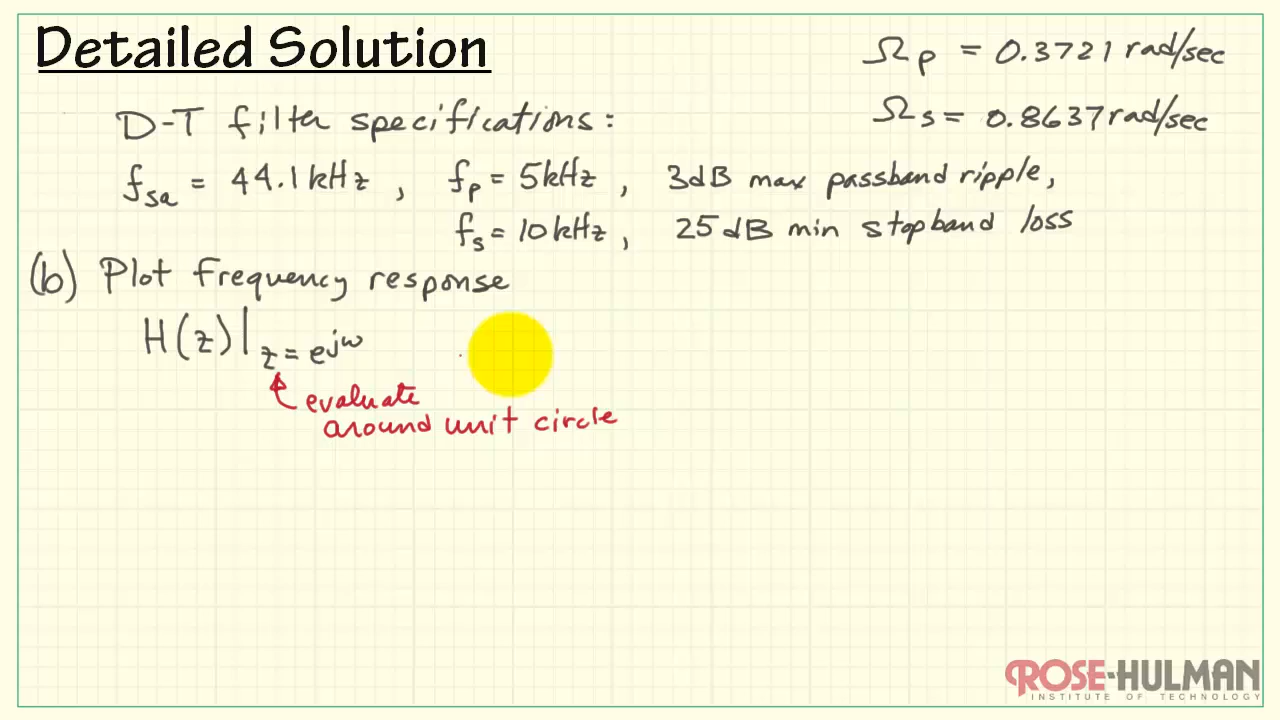 Detailed Solution
Ωp = 0.3721 rad/sec
Ωs = 0.8637 rad/sec
D-T filter specifications:
fsa = 44.1 kHz, fp = 5kHz, 3dB max passband ripple,
fs = 10kHz, 25dB min stopband loss
(b) Plot frequency response
H(z)|z = e^jω
evaluate
around unit circle
ROSE-HULMAN
INSTITUTE OF TECHNOLOGY